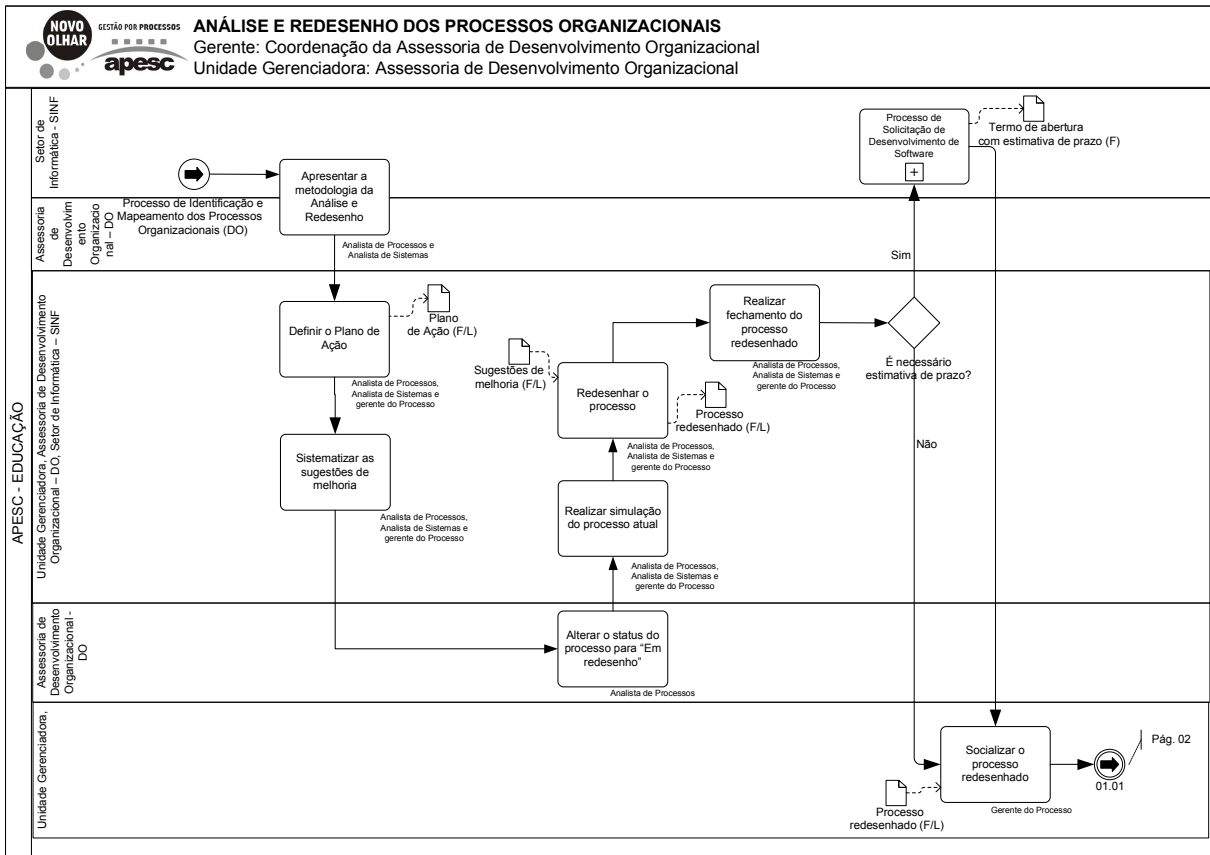 NOVO
OLHAR
GESTÃO POR PROCESSOS
apesc
ANÁLISE E REDESENHO DOS PROCESSOS ORGANIZACIONAIS
Gerente: Coordenação da Assessoria de Desenvolvimento Organizacional
Unidade Gerenciadora: Assessoria de Desenvolvimento Organizacional
APESC - EDUCAÇÃO
Setor de
Informática - SINF
Processo de Identificação e
Mapeamento dos Processos
Organizacionais (DO)
Apresentar a
metodologia da
Análise e
Redesenho
Analista de Processos e
Analista de Sistemas
Processo de
Solicitação de
Desenvolvimento de
Software
+
Termo de abertura
com estimativa de prazo (F)
Assessoria
de
Desenvolvim
ento
Organizacio
nal – DO
Sim
Unidade Gerenciadora, Assessoria de Desenvolvimento
Organizacional – DO, Setor de Informática – SINF
Definir o Plano de
Ação
Plano
de Ação (F/L)
Analista de Processos,
Analista de Sistemas e
gerente do Processo
Sistematizar as
sugestões de
melhoria
Analista de Processos,
Analista de Sistemas e
gerente do Processo
Sugestões de
melhoria (F/L)
Redesenhar o
processo
Processo
redesenhado (F/L)
Analista de Processos,
Analista de Sistemas e
gerente do Processo
Realizar simulação
do processo atual
Analista de Processos,
Analista de Sistemas e
gerente do Processo
Realizar
fechamento do
processo
redesenhado
Analista de Processos,
Analista de Sistemas e
gerente do Processo
É necessário
estimativa de prazo?
Não
Assessoria de
Desenvolvimento
Organizacional -
DO
Alterar o status do
processo para “Em
redesenho”
Analista de Processos
Unidade Gerenciadora,
Processo
redesenhado (F/L)
Socializar o
processo
redesenhado
Gerente do Processo
01.01
Pág. 02